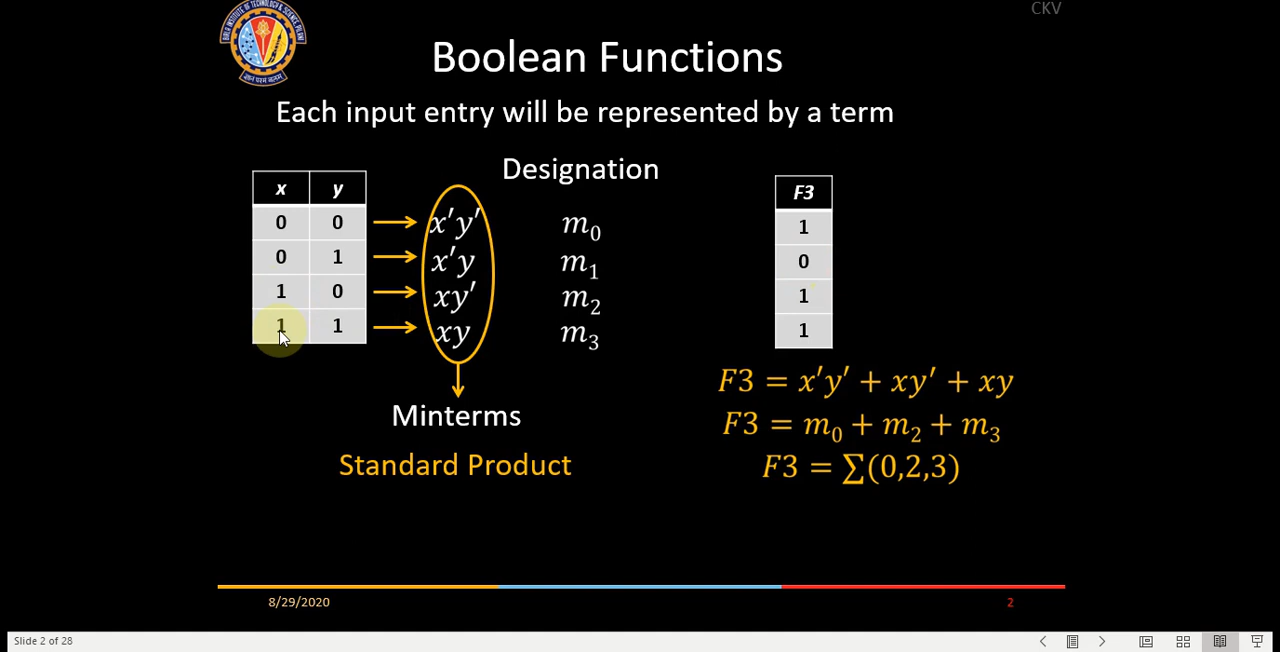 CKV
Boolean Functions
Each input entry will be represented by a term
Designation
x y
0 0 x′y′ m₀
0 1 x′y m₁
1 0 xy′ m₂
1 1 xy m₃
Minterms
Standard Product
F3
1
0
1
1
F3 = x′y′ + xy′ + xy
F3 = m₀ + m₂ + m₃
F3 = ∑(0,2,3)
8/29/2020
2
Slide 2 of 28